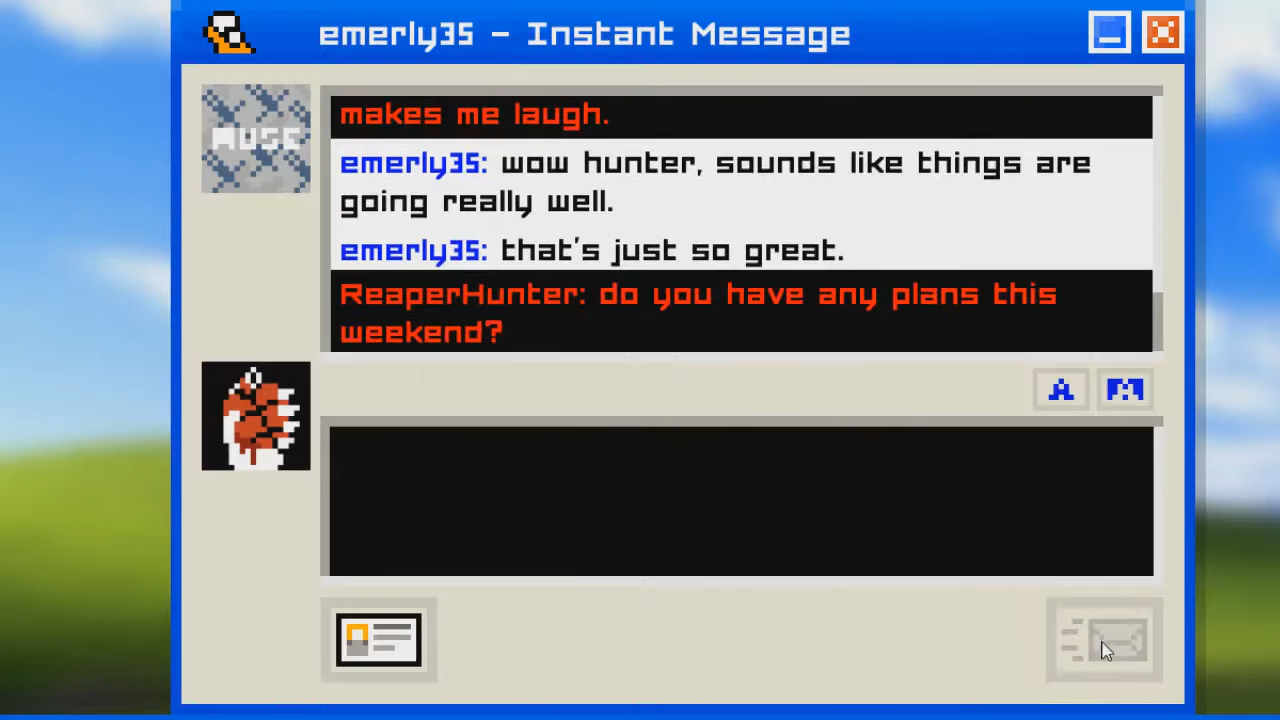 emerly35 - Instant Message
MUSE
makes me laugh.
emerly35: wow hunter, sounds like things are
going really well.
emerly35: that's just so great.
ReaperHunter: do you have any plans this
weekend?
A
A